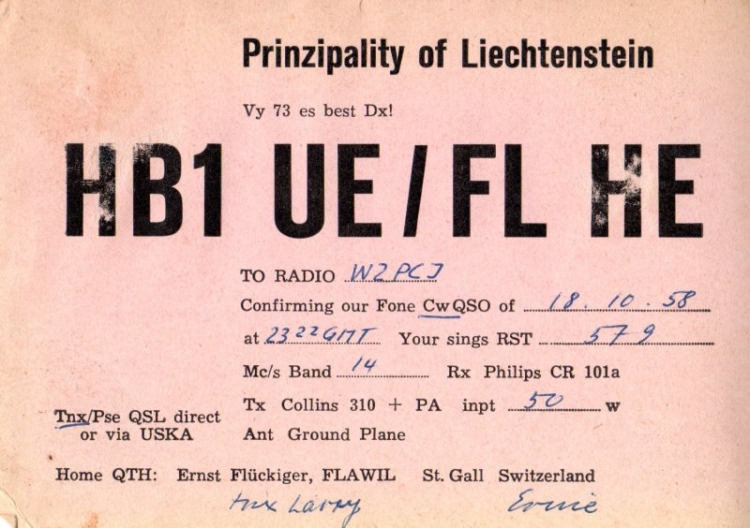 Prinzipality of Liechtenstein
Vy 73 es best Dx!
HB1 UE/FL HE
TO RADIO W2PCJ
Confirming our Fone Cw QSO of 18.10.58
at 2322 GMT Your sings RST 579
Mc/s Band 14 Rx Philips CR 101a
Tx Collins 310 + PA inpt 50 w
Tnx/Pse QSL direct
or via USKA
Ant Ground Plane
Home QTH: Ernst Flückiger, FLAWIL St. Gall Switzerland
tnx Larry Ernie